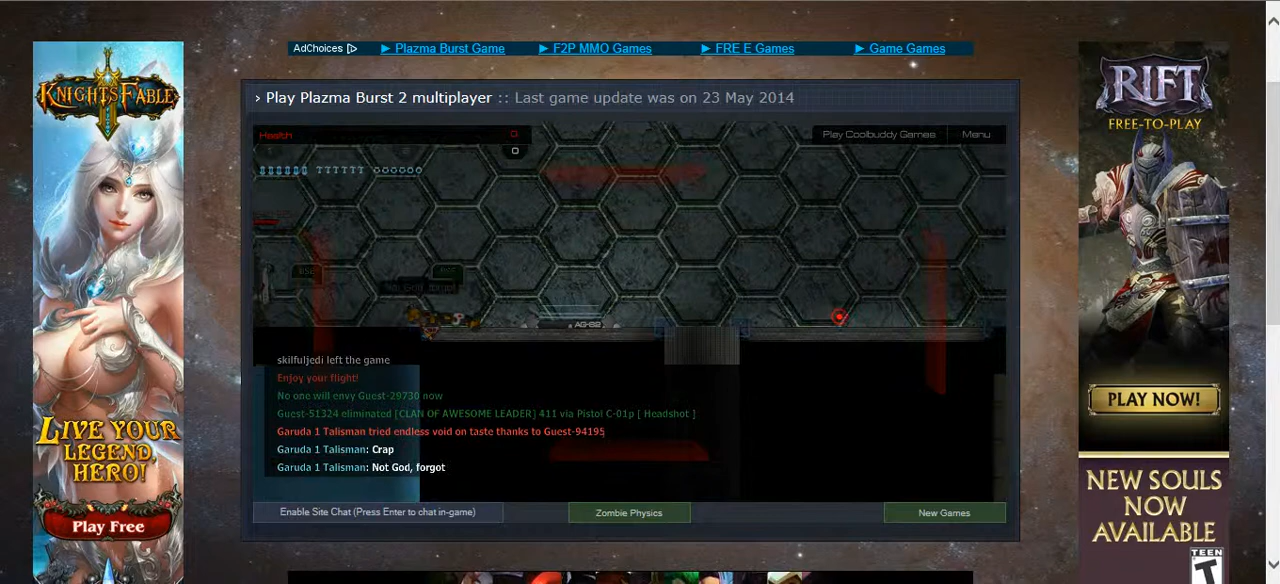 AdChoices
► Plazma Burst Game
► F2P MMO Games
► FRE E Games
► Game Games
KNIGHTS FABLE
LIVE YOUR
LEGEND,
HERO!
Play Free
› Play Plazma Burst 2 multiplayer :: Last game update was on 23 May 2014
Health
Play Coolbuddy Games
Menu
AG-82
skilfuljedi left the game
Enjoy your flight!
No one will envy Guest-29730 now
Guest-51324 eliminated [CLAN OF AWESOME LEADER] 411 via Pistol C-01p [ Headshot ]
Garuda 1 Talisman tried endless void on taste thanks to Guest-94195
Garuda 1 Talisman: Crap
Garuda 1 Talisman: Not God, forgot
Enable Site Chat (Press Enter to chat in-game)
Zombie Physics
New Games
RIFT
FREE-TO-PLAY
PLAY NOW!
NEW SOULS
NOW
AVAILABLE
TEEN
T